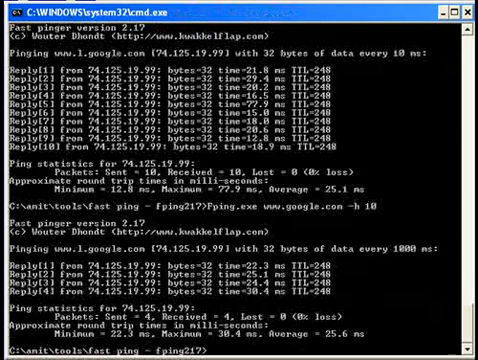 C:\WINDOWS\system32\cmd.exe
Fast pinger version 2.17
(c) Wouter Dhondt (http://www.kwakkelflap.com)
Pinging www.l.google.com [74.125.19.99] with 32 bytes of data every 10 ms:
Reply[1] from 74.125.19.99: bytes=32 time=21.8 ms TTL=248
Reply[2] from 74.125.19.99: bytes=32 time=29.4 ms TTL=248
Reply[3] from 74.125.19.99: bytes=32 time=20.2 ms TTL=248
Reply[4] from 74.125.19.99: bytes=32 time=16.5 ms TTL=248
Reply[5] from 74.125.19.99: bytes=32 time=77.9 ms TTL=248
Reply[6] from 74.125.19.99: bytes=32 time=15.0 ms TTL=248
Reply[7] from 74.125.19.99: bytes=32 time=18.0 ms TTL=248
Reply[8] from 74.125.19.99: bytes=32 time=20.6 ms TTL=248
Reply[9] from 74.125.19.99: bytes=32 time=12.8 ms TTL=248
Reply[10] from 74.125.19.99: bytes=32 time=18.9 ms TTL=248
Ping statistics for 74.125.19.99:
Packets: Sent = 10, Received = 10, Lost = 0 (0% loss)
Approximate round trip times in milli-seconds:
Minimum = 12.8 ms, Maximum = 77.9 ms, Average = 25.1 ms
C:\amit\tools\fast ping - fping217>Fping.exe www.google.com -h 10
Fast pinger version 2.17
(c) Wouter Dhondt (http://www.kwakkelflap.com)
Pinging www.l.google.com [74.125.19.99] with 32 bytes of data every 1000 ms:
Reply[1] from 74.125.19.99: bytes=32 time=22.3 ms TTL=248
Reply[2] from 74.125.19.99: bytes=32 time=25.1 ms TTL=248
Reply[3] from 74.125.19.99: bytes=32 time=24.4 ms TTL=248
Reply[4] from 74.125.19.99: bytes=32 time=30.4 ms TTL=248
Ping statistics for 74.125.19.99:
Packets: Sent = 4, Received = 4, Lost = 0 (0% loss)
Approximate round trip times in milli-seconds:
Minimum = 22.3 ms, Maximum = 30.4 ms, Average = 25.6 ms
C:\amit\tools\fast ping - fping217>